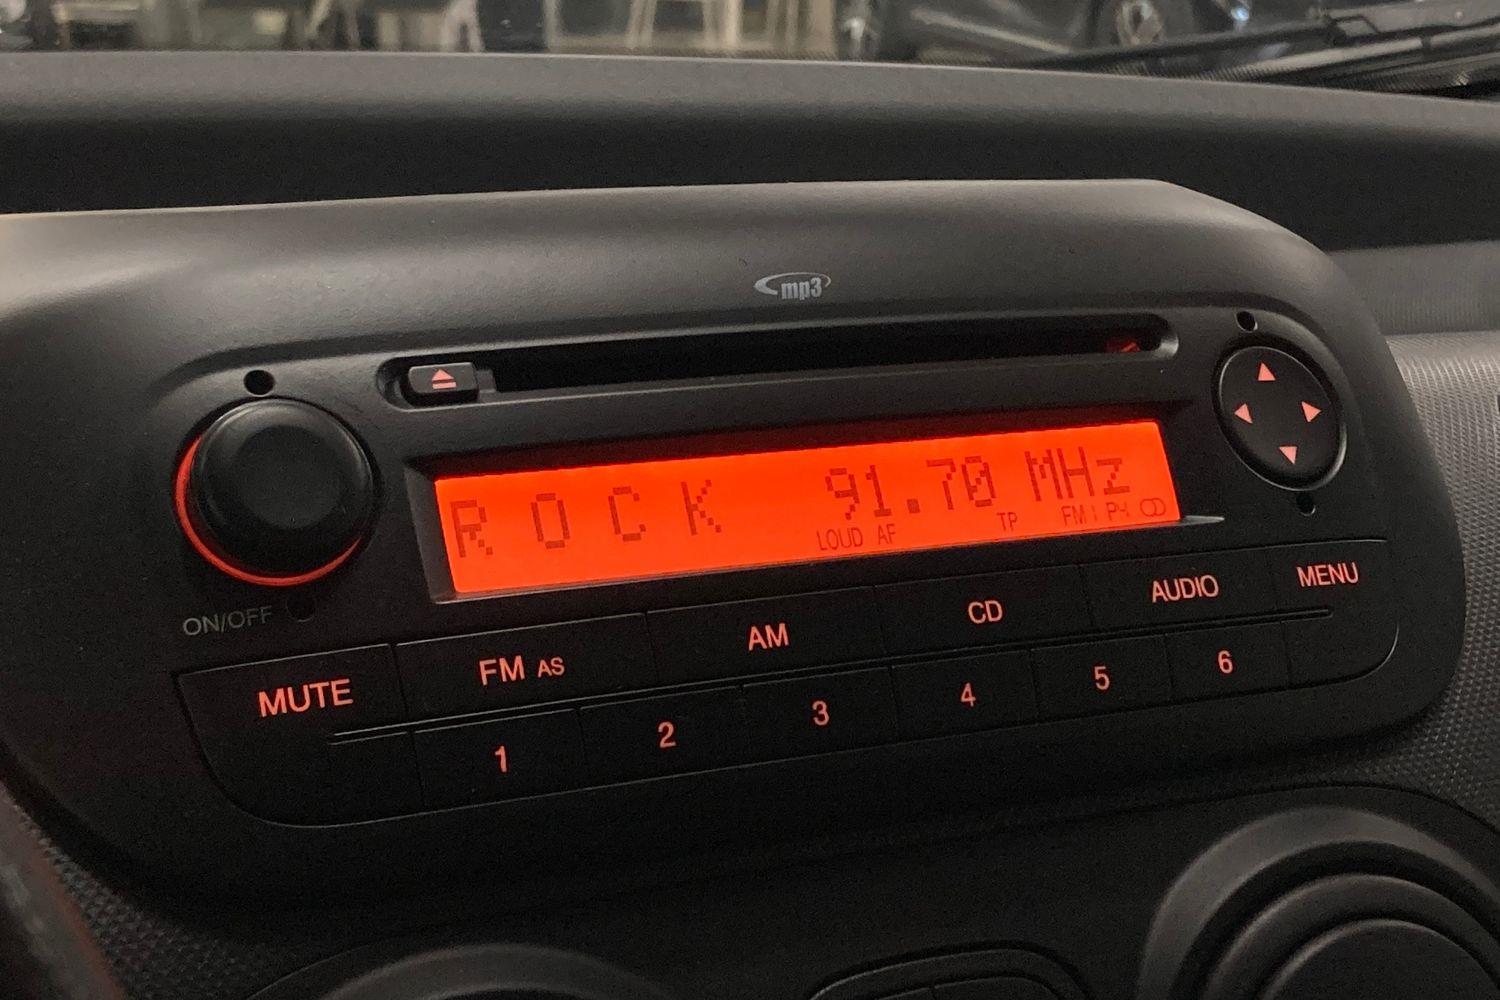 mp3
ROCK 91.70 MHz
LOUD AF TP FM1 P4
ON/OFF
MUTE FM AS AM CD AUDIO MENU
1 2 3 4 5 6